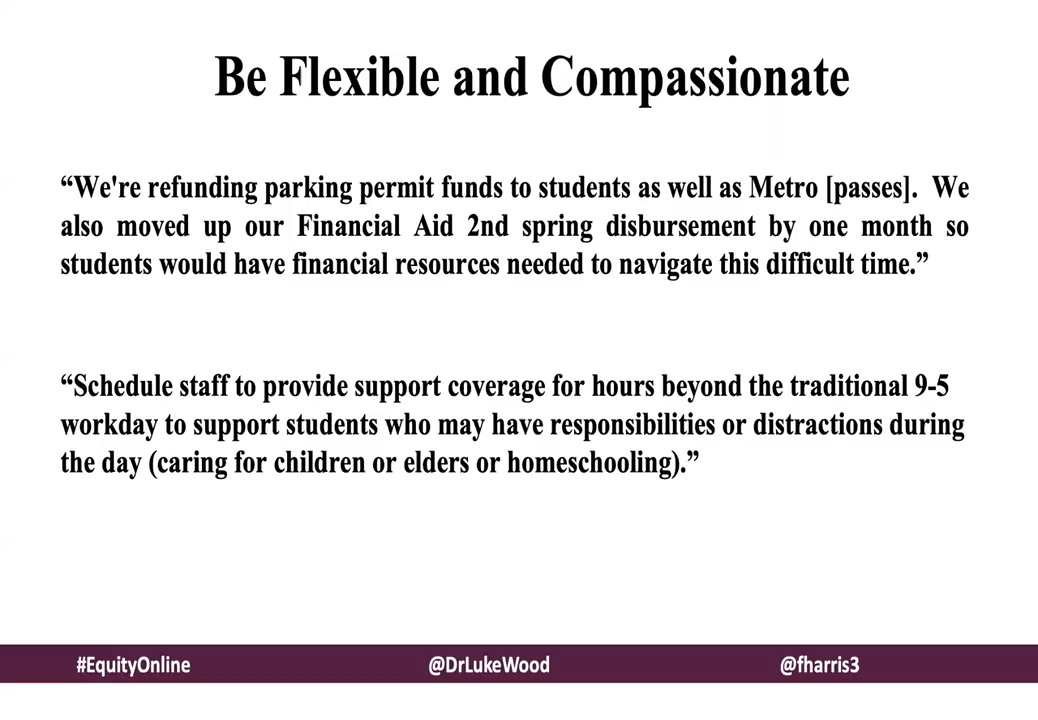 Be Flexible and Compassionate
“We're refunding parking permit funds to students as well as Metro [passes].  We
also moved up our Financial Aid 2nd spring disbursement by one month so
students would have financial resources needed to navigate this difficult time.”
“Schedule staff to provide support coverage for hours beyond the traditional 9-5
workday to support students who may have responsibilities or distractions during
the day (caring for children or elders or homeschooling).”
#EquityOnline @DrLukeWood @fharris3